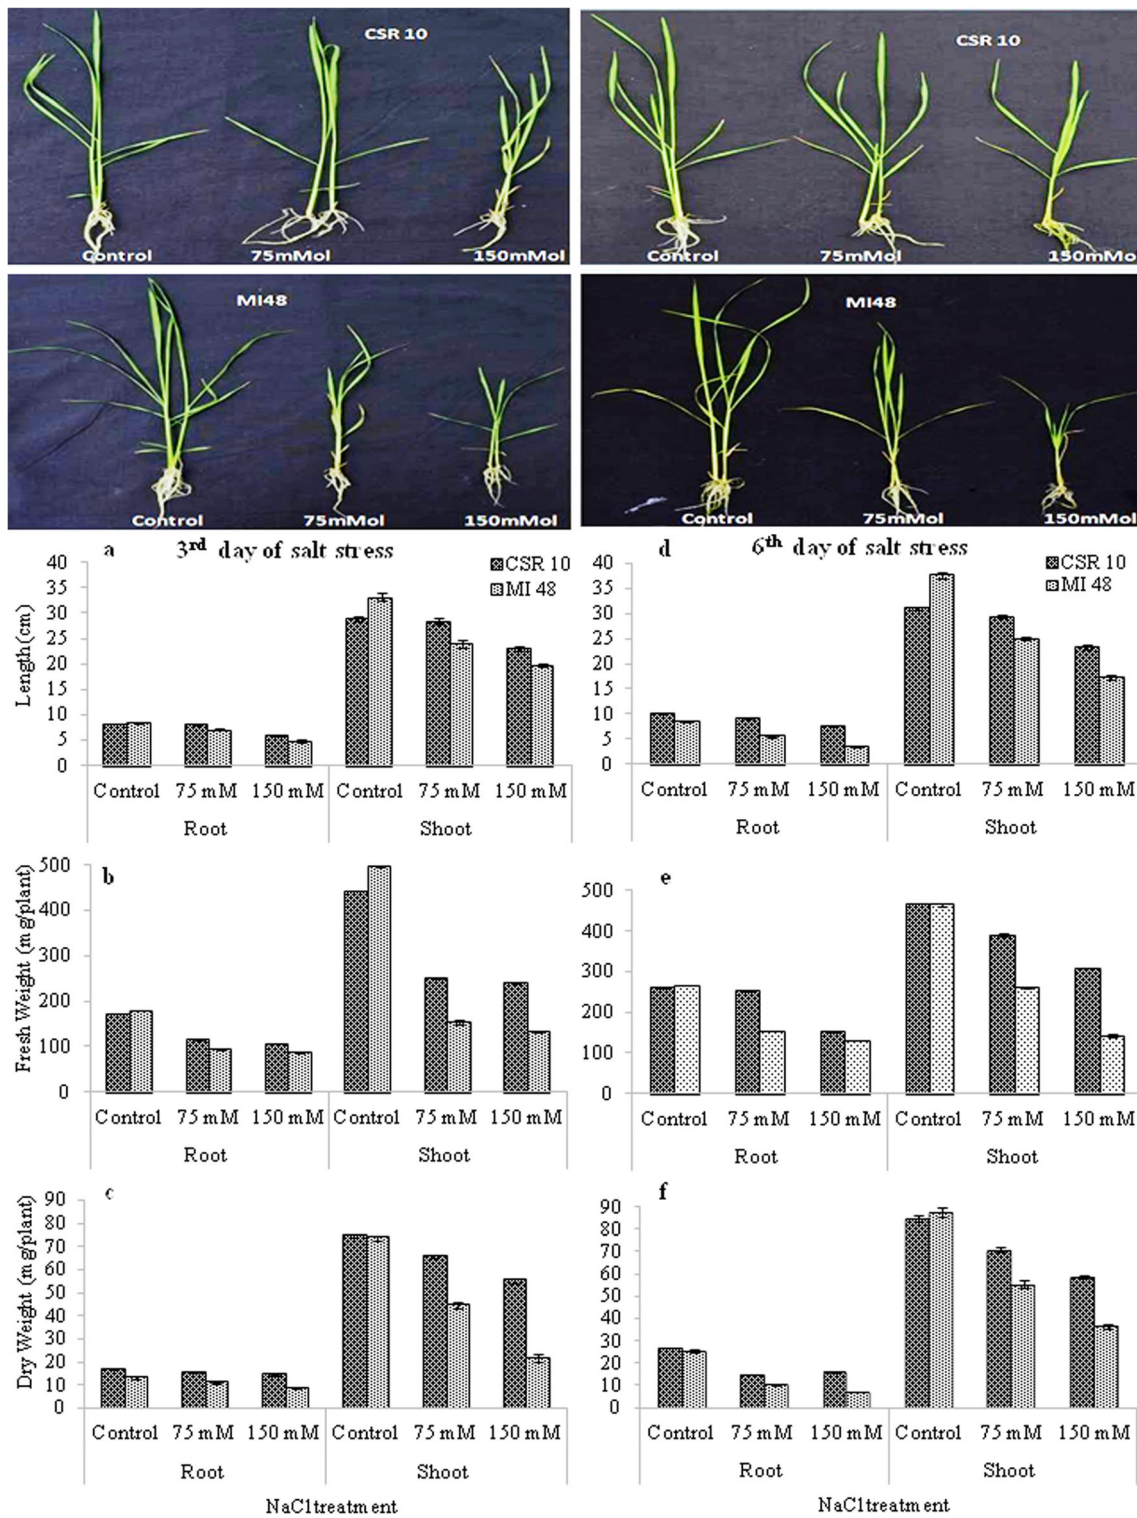 CSR 10
Control 75mMol 150mMol
CSR 10
Control 75mMol 150mMol
MI48
Control 75mMol 150mMol
MI48
Control 75mMol 150mMol
a 3rd day of salt stress
CSR 10
MI 48
Length(cm)
40
35
30
25
20
15
10
5
0
Control 75 mM 150 mM Control 75 mM 150 mM
Root Shoot
d 6th day of salt stress
CSR 10
MI 48
40
35
30
25
20
15
10
5
0
Control 75 mM 150 mM Control 75 mM 150 mM
Root Shoot
b
Fresh Weight (mg/plant)
500
400
300
200
100
0
Control 75 mM 150 mM Control 75 mM 150 mM
Root Shoot
e
500
400
300
200
100
0
Control 75 mM 150 mM Control 75 mM 150 mM
Root Shoot
c
Dry Weight (mg/plant)
90
80
70
60
50
40
30
20
10
0
Control 75 mM 150 mM Control 75 mM 150 mM
Root Shoot
NaCl treatment
f
90
80
70
60
50
40
30
20
10
0
Control 75 mM 150 mM Control 75 mM 150 mM
Root Shoot
NaCl treatment